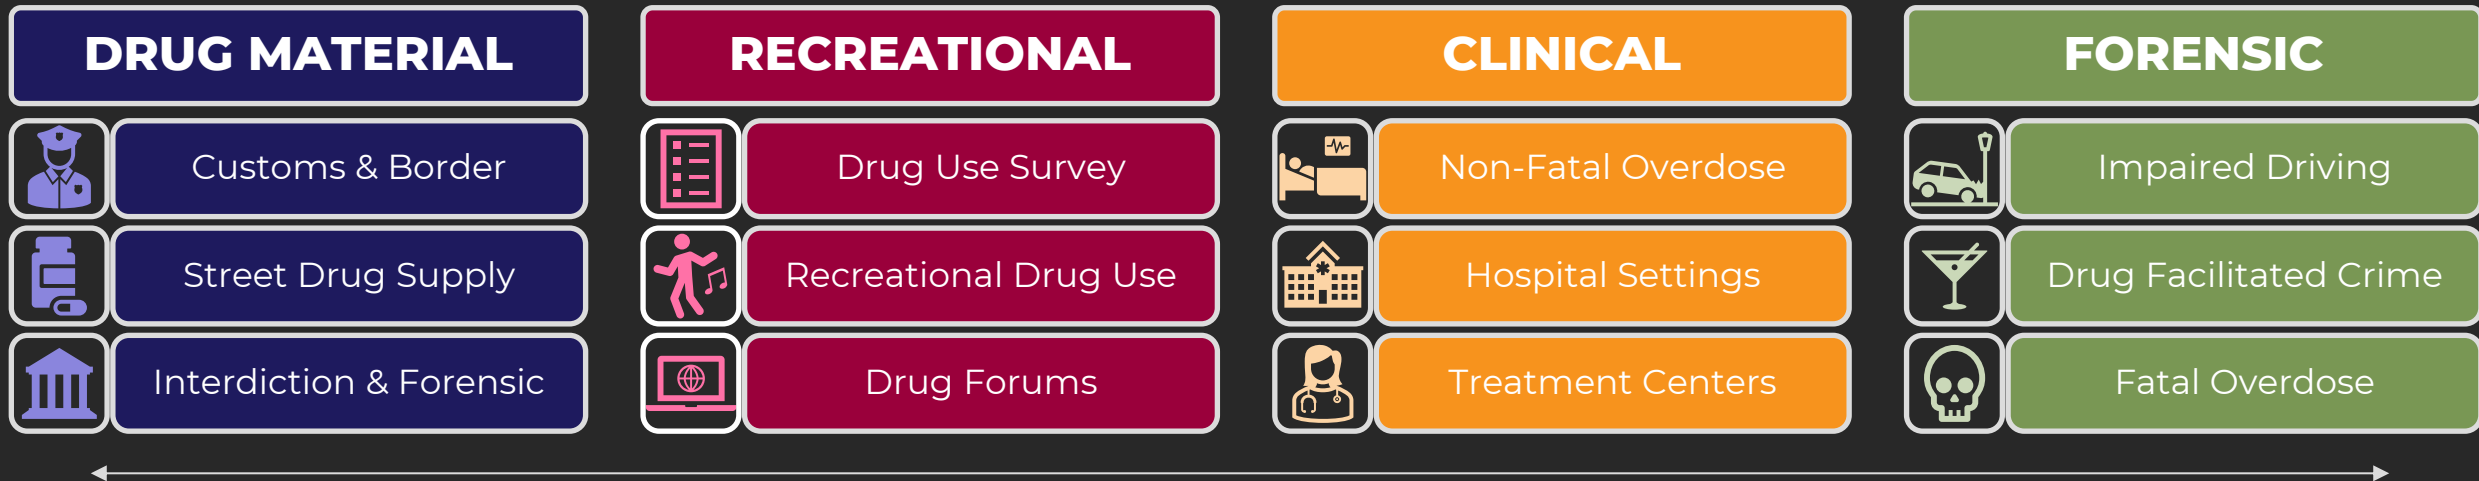 DRUG MATERIAL
Customs & Border
Street Drug Supply
Interdiction & Forensic
RECREATIONAL
Drug Use Survey
Recreational Drug Use
Drug Forums
CLINICAL
Non-Fatal Overdose
Hospital Settings
Treatment Centers
FORENSIC
Impaired Driving
Drug Facilitated Crime
Fatal Overdose